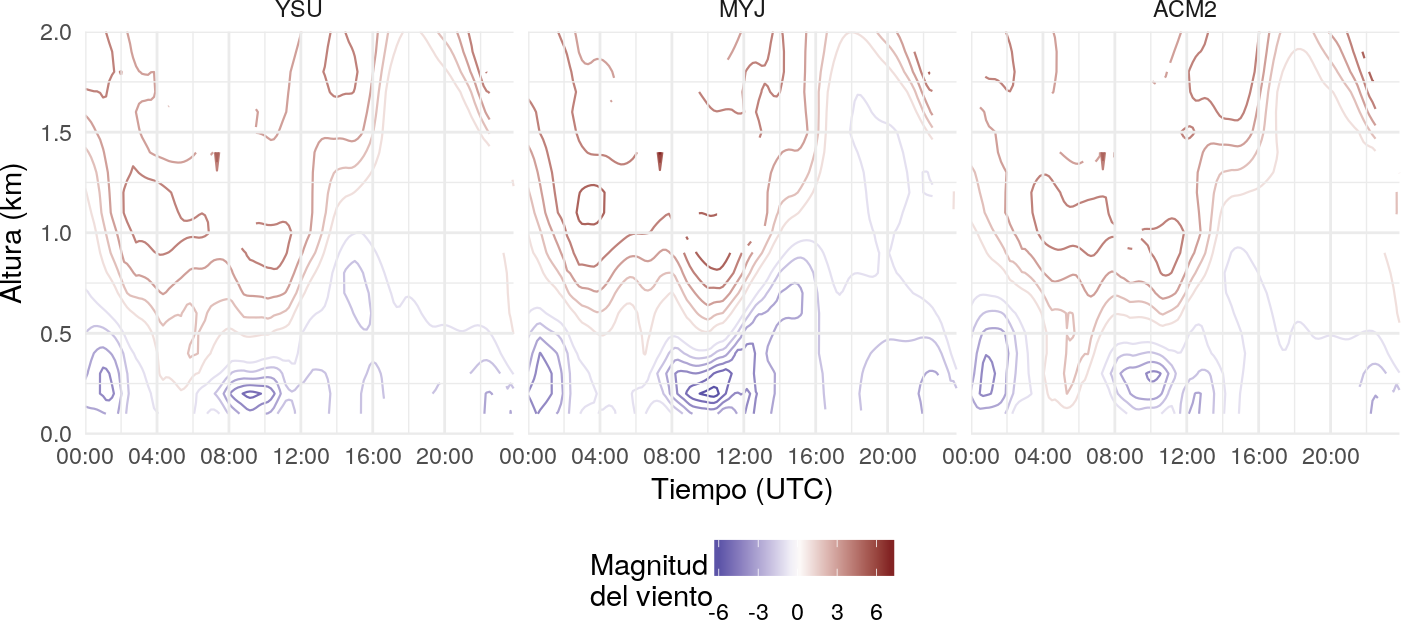 YSU MYJ ACM2
2.0
1.5
1.0
0.5
0.0
Altura (km)
00:00 04:00 08:00 12:00 16:00 20:00 00:00 04:00 08:00 12:00 16:00 20:00 00:00 04:00 08:00 12:00 16:00 20:00
Tiempo (UTC)
Magnitud
del viento
-6 -3 0 3 6